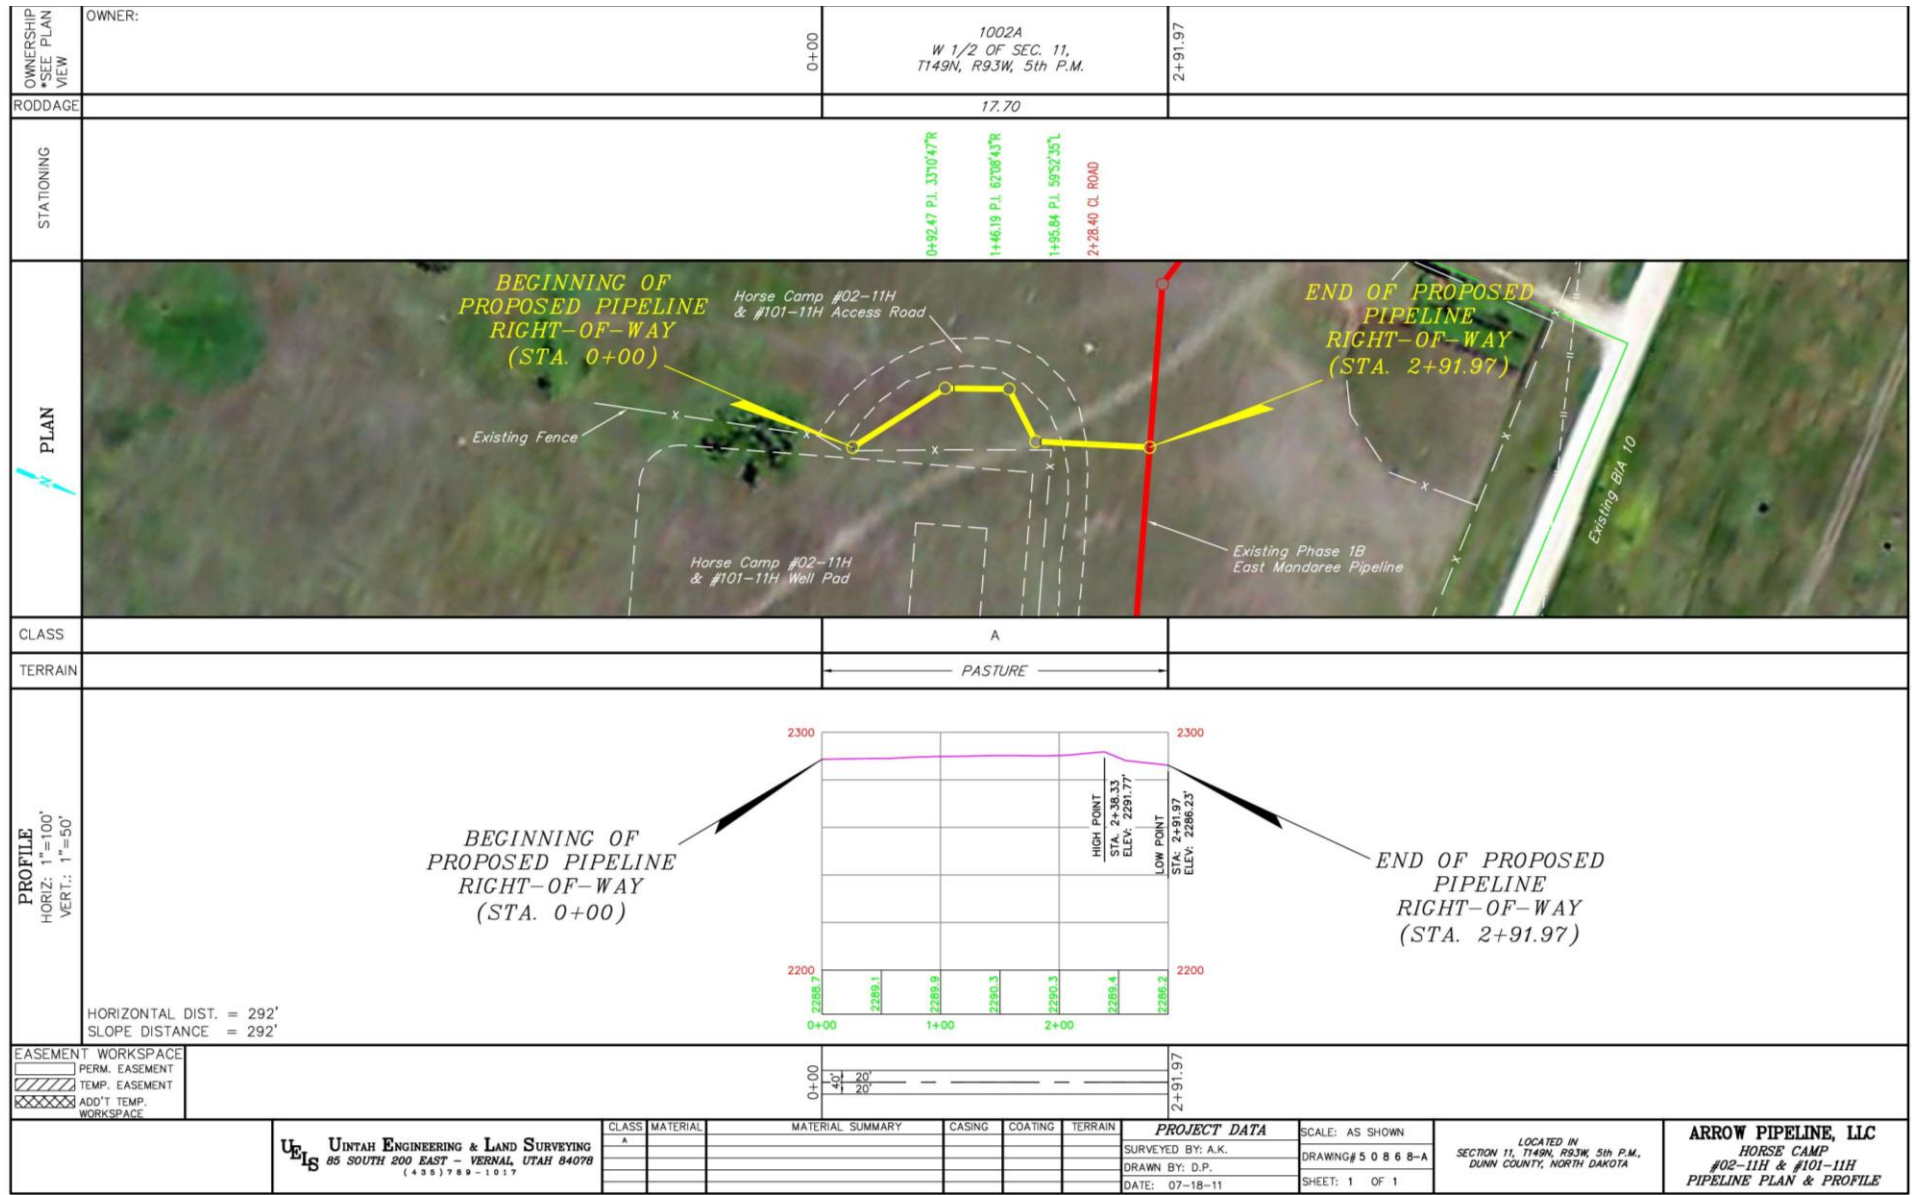 OWNERSHIP
*SEE PLAN
VIEW
OWNER:
0+00
1002A
W 1/2 OF SEC. 11,
T149N, R93W, 5th P.M.
2+91.97
RODDAGE
17.70
STATIONING
0+92.47 P.I. 33°10'47"R
1+46.19 P.I. 62°08'43"R
1+95.84 P.I. 59°52'35"L
2+28.40 CL ROAD
PLAN
N
BEGINNING OF
PROPOSED PIPELINE
RIGHT-OF-WAY
(STA. 0+00)
Horse Camp #02-11H
& #101-11H Access Road
END OF PROPOSED
PIPELINE
RIGHT-OF-WAY
(STA. 2+91.97)
Existing Fence
Existing BIA 10
Horse Camp #02-11H
& #101-11H Well Pad
Existing Phase 1B
East Mandaree Pipeline
CLASS
A
TERRAIN
PASTURE
PROFILE
HORIZ: 1"=100'
VERT.: 1"=50'
2300
2300
HIGH POINT
STA. 2+38.33
ELEV: 2291.77'
LOW POINT
STA: 2+91.97
ELEV: 2286.23'
BEGINNING OF
PROPOSED PIPELINE
RIGHT-OF-WAY
(STA. 0+00)
END OF PROPOSED
PIPELINE
RIGHT-OF-WAY
(STA. 2+91.97)
2200
2200
2288.7
2289.1
2289.9
2290.3
2290.3
2289.4
2286.2
0+00
1+00
2+00
HORIZONTAL DIST. = 292'
SLOPE DISTANCE = 292'
EASEMENT WORKSPACE
PERM. EASEMENT
TEMP. EASEMENT
ADD'T TEMP.
WORKSPACE
0+00
40'
20'
20'
2+91.97
UELS UINTAH ENGINEERING & LAND SURVEYING
85 SOUTH 200 EAST - VERNAL, UTAH 84078
(435)789-1017
CLASS MATERIAL MATERIAL SUMMARY CASING COATING TERRAIN
A
PROJECT DATA
SURVEYED BY: A.K.
DRAWN BY: D.P.
DATE: 07-18-11
SCALE: AS SHOWN
DRAWING# 50868-A
SHEET: 1 OF 1
LOCATED IN
SECTION 11, T149N, R93W, 5th P.M.,
DUNN COUNTY, NORTH DAKOTA
ARROW PIPELINE, LLC
HORSE CAMP
#02-11H & #101-11H
PIPELINE PLAN & PROFILE